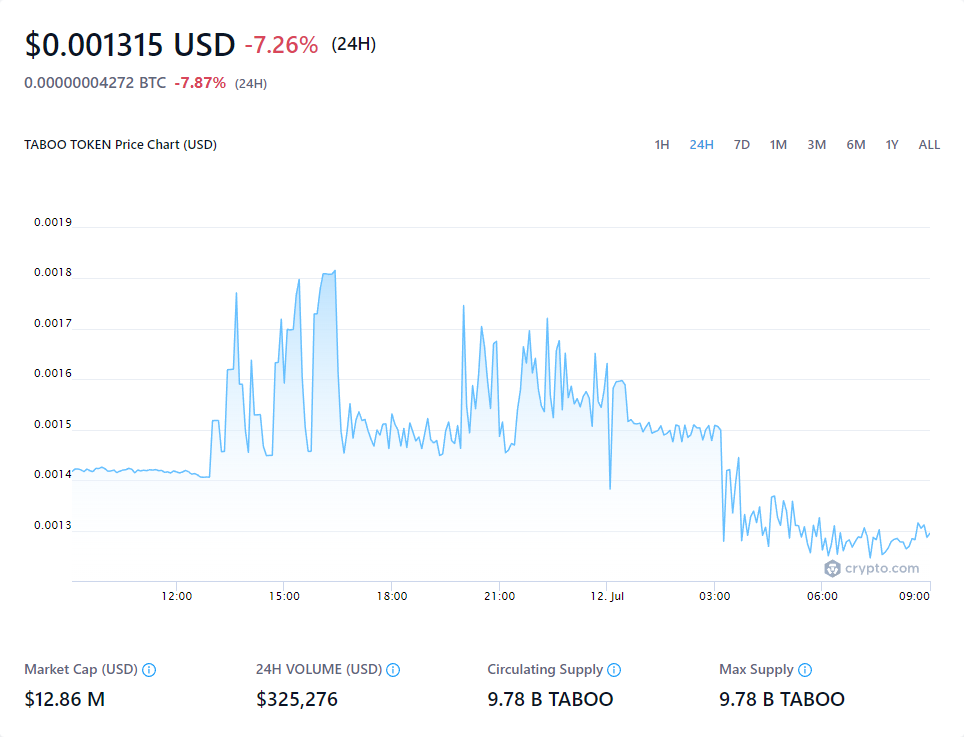 $0.001315 USD -7.26% (24H)
0.00000004272 BTC -7.87% (24H)
TABOO TOKEN Price Chart (USD) 1H 24H 7D 1M 3M 6M 1Y ALL
0.0019
0.0018
0.0017
0.0016
0.0015
0.0014
0.0013
crypto.com
12:00 15:00 18:00 21:00 12. Jul 03:00 06:00 09:00
Market Cap (USD) 24H VOLUME (USD) Circulating Supply Max Supply
$12.86 M $325,276 9.78 B TABOO 9.78 B TABOO